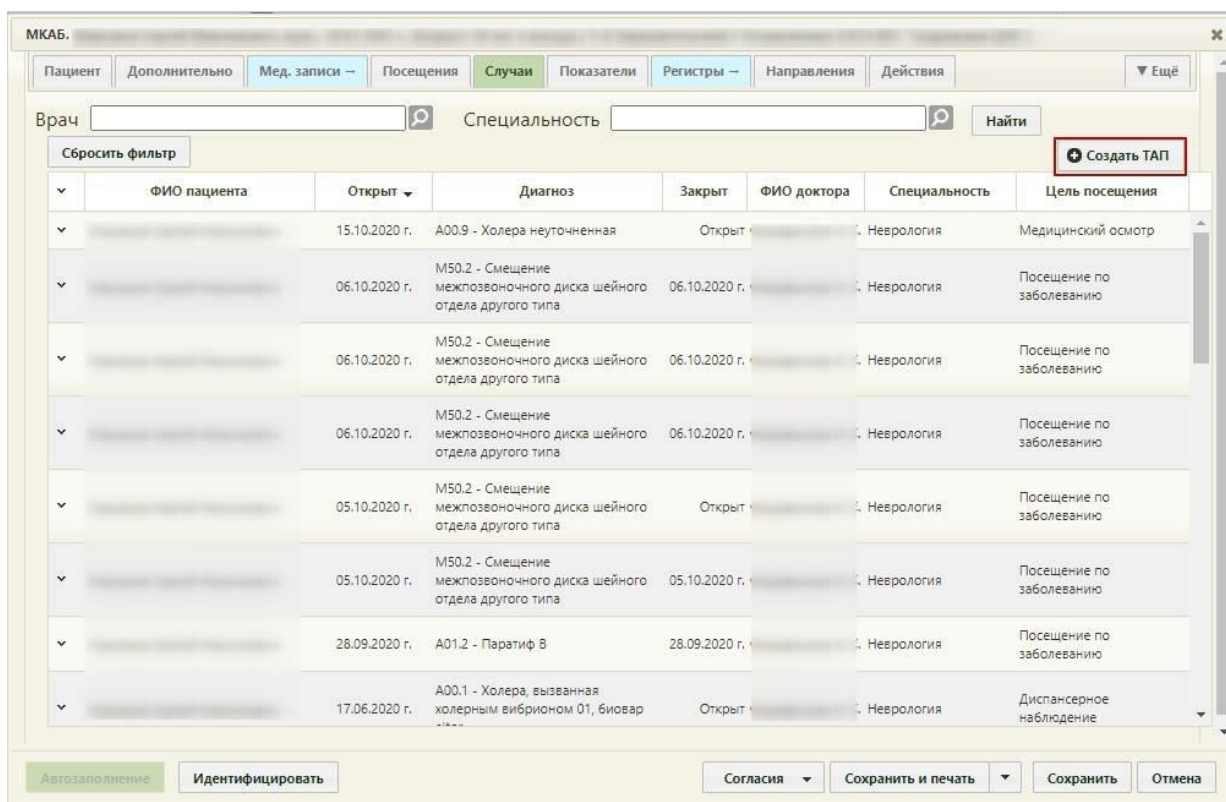 МКАБ.
Пациент Дополнительно Мед. записи → Посещения Случаи Показатели Регистры → Направления Действия ▼ Ещё
Врач Специальность Найти
Сбросить фильтр Создать ТАП
ФИО пациента Открыт Диагноз Закрыт ФИО доктора Специальность Цель посещения
15.10.2020 г. A00.9 - Холера неуточненная Открыт Неврология Медицинский осмотр
M50.2 - Смещение
межпозвоночного диска шейного
отдела другого типа
06.10.2020 г. 06.10.2020 г. Неврология
Посещение по
заболеванию
M50.2 - Смещение
межпозвоночного диска шейного
отдела другого типа
06.10.2020 г. 06.10.2020 г. Неврология
Посещение по
заболеванию
M50.2 - Смещение
межпозвоночного диска шейного
отдела другого типа
06.10.2020 г. 06.10.2020 г. Неврология
Посещение по
заболеванию
M50.2 - Смещение
межпозвоночного диска шейного
отдела другого типа
05.10.2020 г. Открыт Неврология
Посещение по
заболеванию
M50.2 - Смещение
межпозвоночного диска шейного
отдела другого типа
05.10.2020 г. 05.10.2020 г. Неврология
Посещение по
заболеванию
28.09.2020 г. A01.2 - Паратиф B 28.09.2020 г. Неврология
Посещение по
заболеванию
A00.1 - Холера, вызванная
холерным вибрионом 01, биовар
17.06.2020 г. Открыт Неврология
Диспансерное
наблюдение
Автозаполнение Идентифицировать Согласия Сохранить и печать Сохранить Отмена